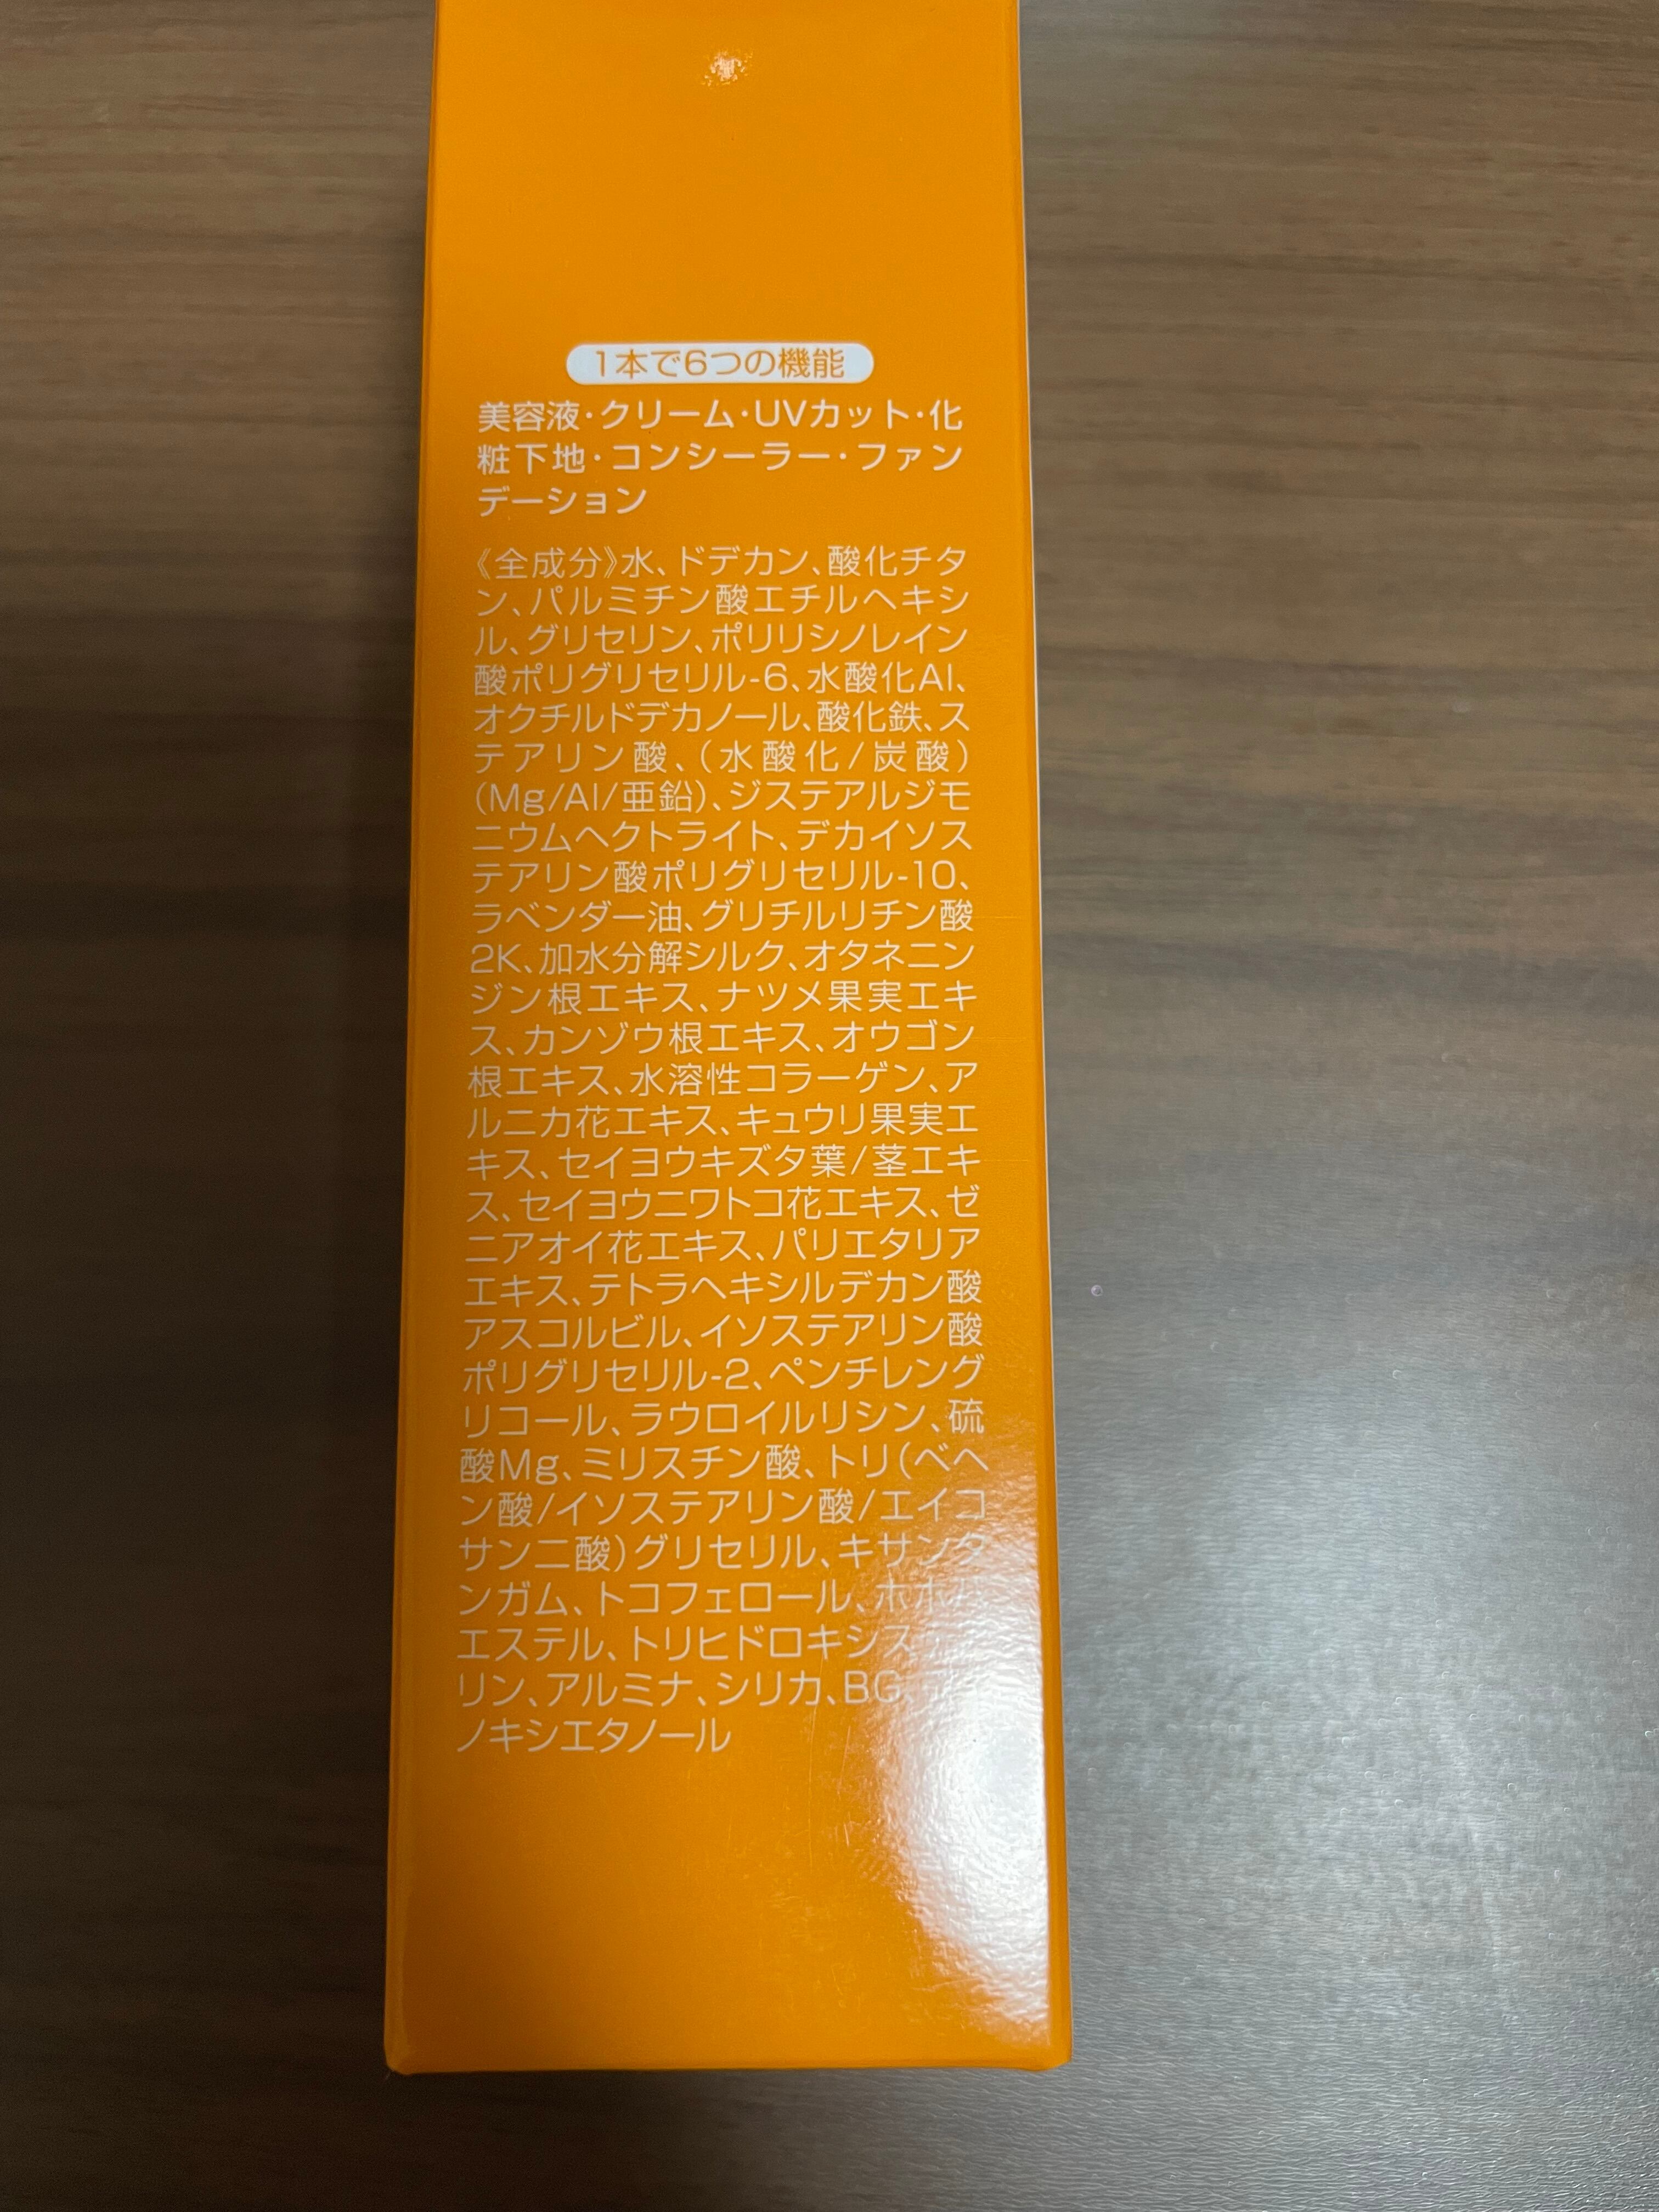 1本で6つの機能
美容液・クリーム・UVカット・化
粧下地・コンシーラー・ファン
デーション
《全成分》水、ドデカン、酸化チタ
ン、パルミチン酸エチルヘキシ
ル、グリセリン、ポリリシノレイン
酸ポリグリセリル-6、水酸化Al、
オクチルドデカノール、酸化鉄、ス
テアリン酸、(水酸化/炭酸)
(Mg/Al/亜鉛)、ジステアルジモ
ニウムヘクトライト、デカイソス
テアリン酸ポリグリセリル-10、
ラベンダー油、グリチルリチン酸
2K、加水分解シルク、オタネニン
ジン根エキス、ナツメ果実エキ
ス、カンゾウ根エキス、オウゴン
根エキス、水溶性コラーゲン、ア
ルニカ花エキス、キュウリ果実エ
キス、セイヨウキズタ葉/茎エキ
ス、セイヨウニワトコ花エキス、ゼ
ニアオイ花エキス、パリエタリア
エキス、テトラヘキシルデカン酸
アスコルビル、イソステアリン酸
ポリグリセリル-2、ペンチレング
リコール、ラウロイルリシン、硫
酸Mg、ミリスチン酸、トリ(ベヘ
ン酸/イソステアリン酸/エイコ
サン二酸)グリセリル、キサンタ
ンガム、トコフェロール、ホホバ
エステル、トリヒドロキシス
リン、アルミナ、シリカ、BG、
ノキシエタノール